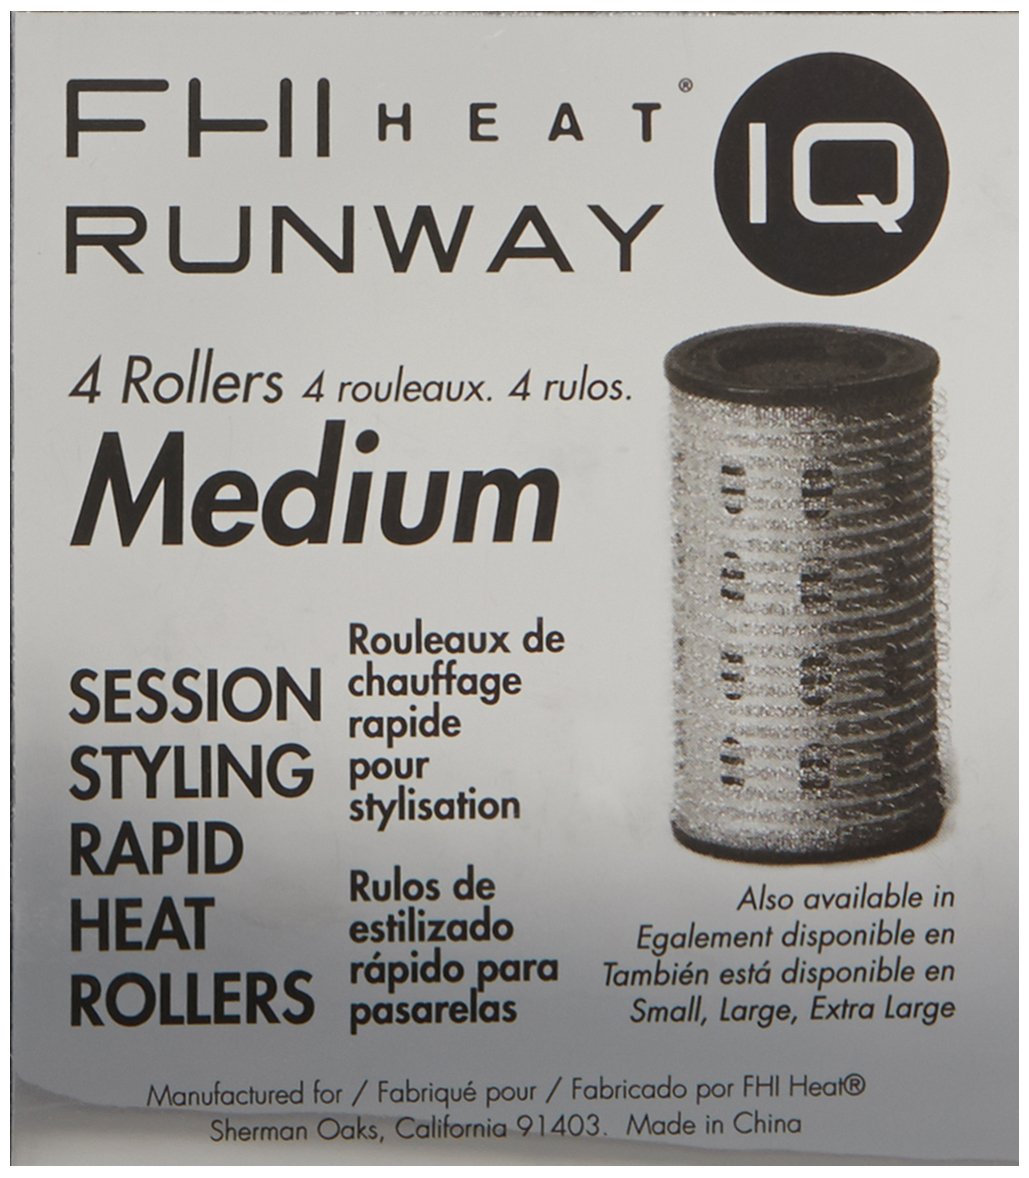 FHI HEAT®
IQ
RUNWAY
4 Rollers 4 rouleaux. 4 rulos.
Medium
SESSION
STYLING
RAPID
HEAT
ROLLERS
Rouleaux de
chauffage
rapide
pour
stylisation
Rulos de
estilizado
rápido para
pasarelas
Also available in
Egalement disponible en
También está disponible en
Small, Large, Extra Large
Manufactured for / Fabriqué pour / Fabricado por FHI Heat®
Sherman Oaks, California 91403. Made in China